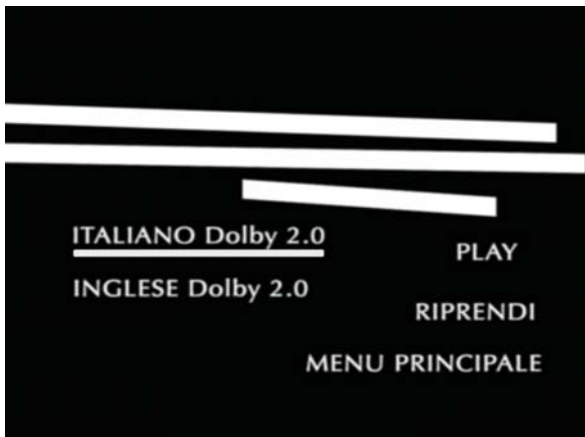 ITALIANO Dolby 2.0
INGLESE Dolby 2.0
PLAY
RIPRENDI
MENU PRINCIPALE